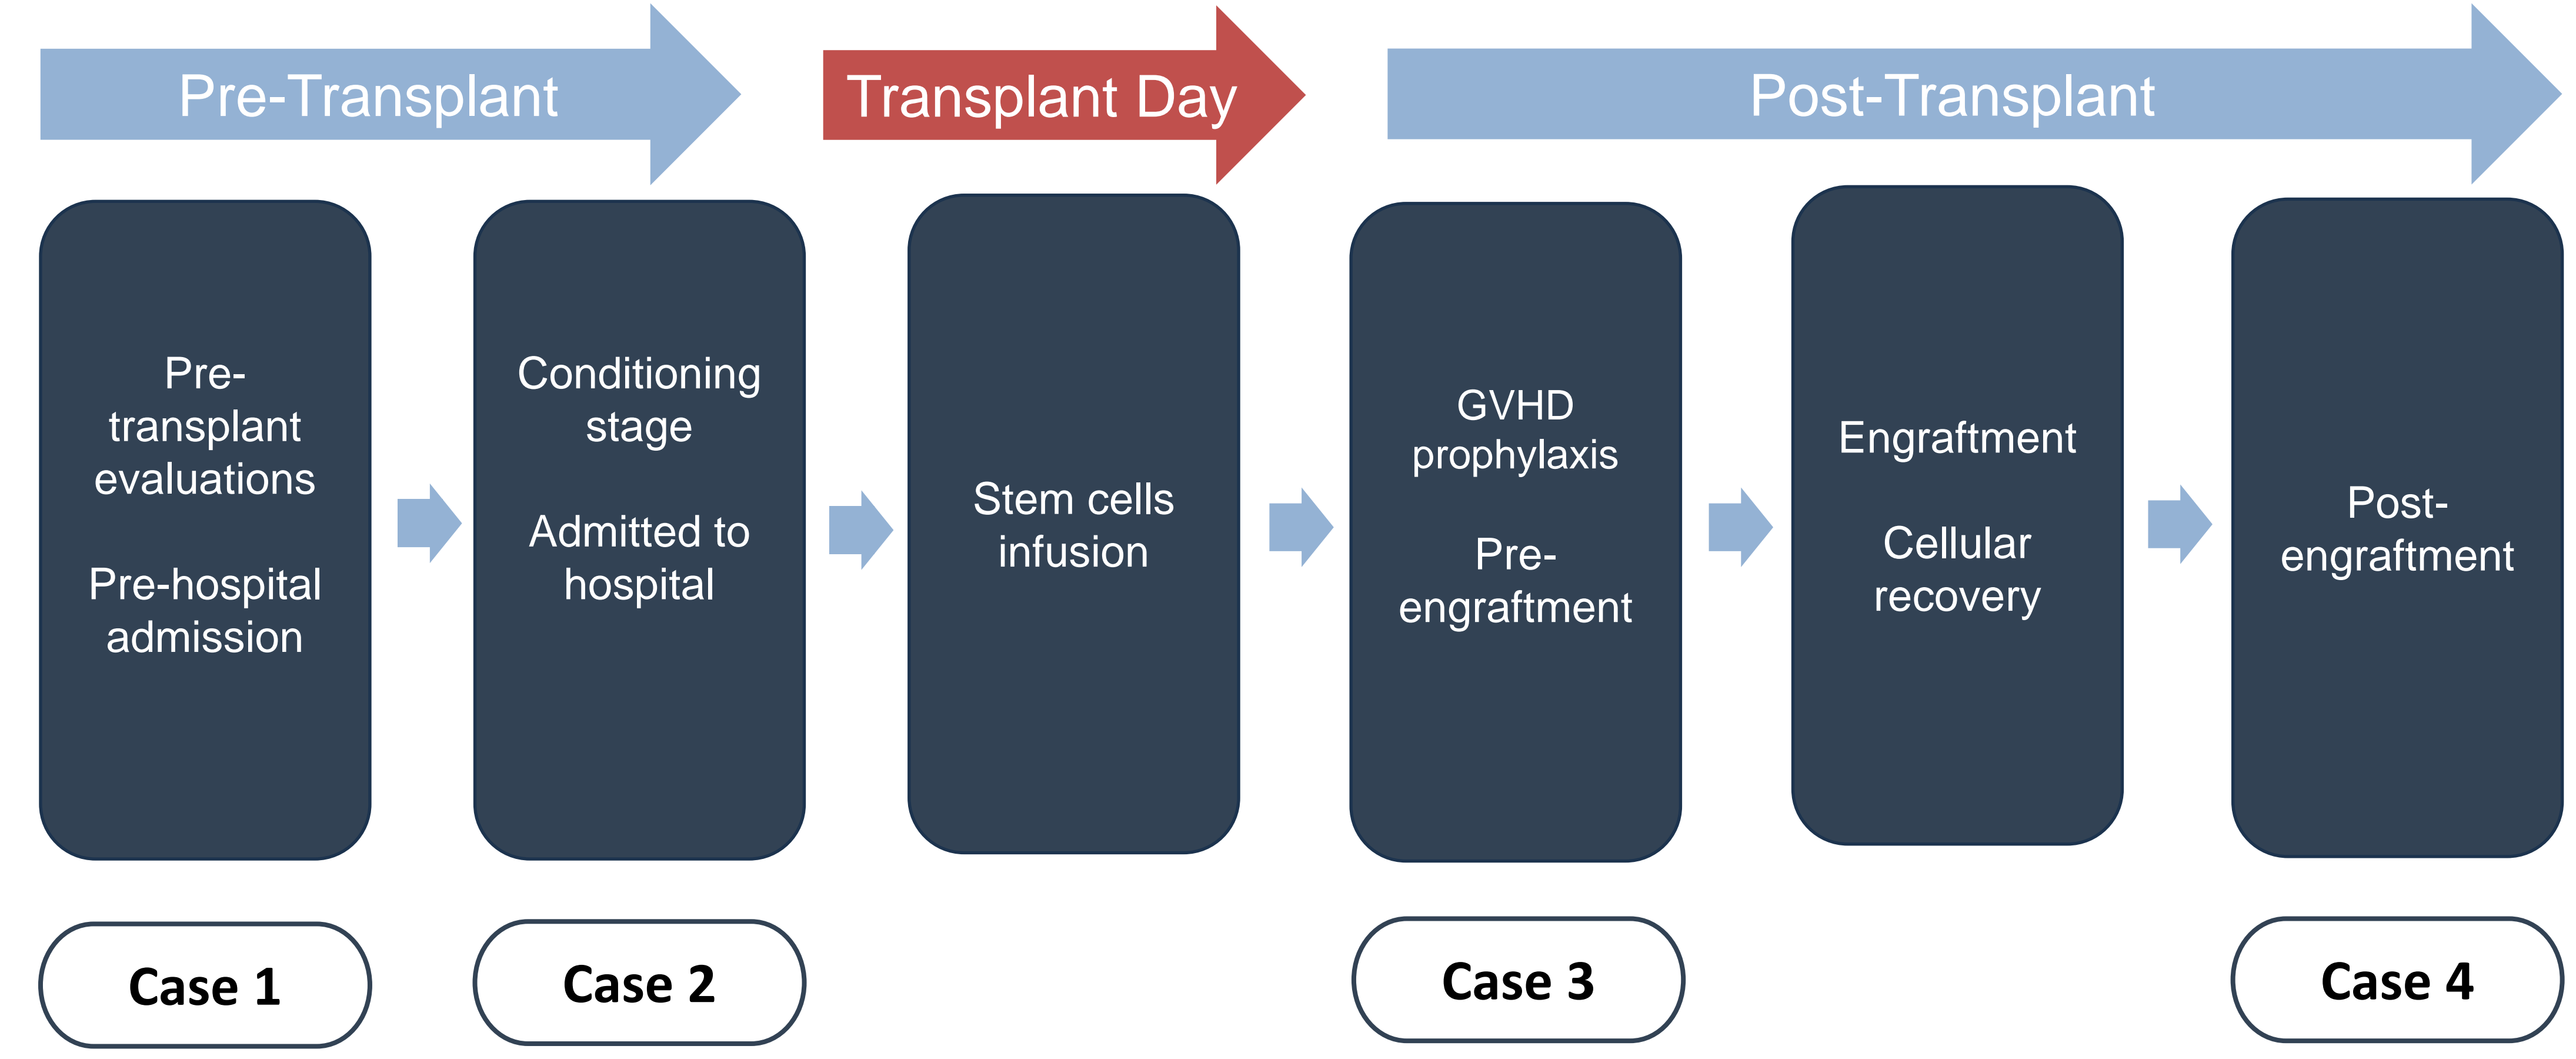 Pre-Transplant
Transplant Day
Post-Transplant
Pre-
transplant
evaluations
Pre-hospital
admission
Conditioning
stage
Admitted to
hospital
Stem cells
infusion
GVHD
prophylaxis
Pre-
engraftment
Engraftment
Cellular
recovery
Post-
engraftment
Case 1
Case 2
Case 3
Case 4